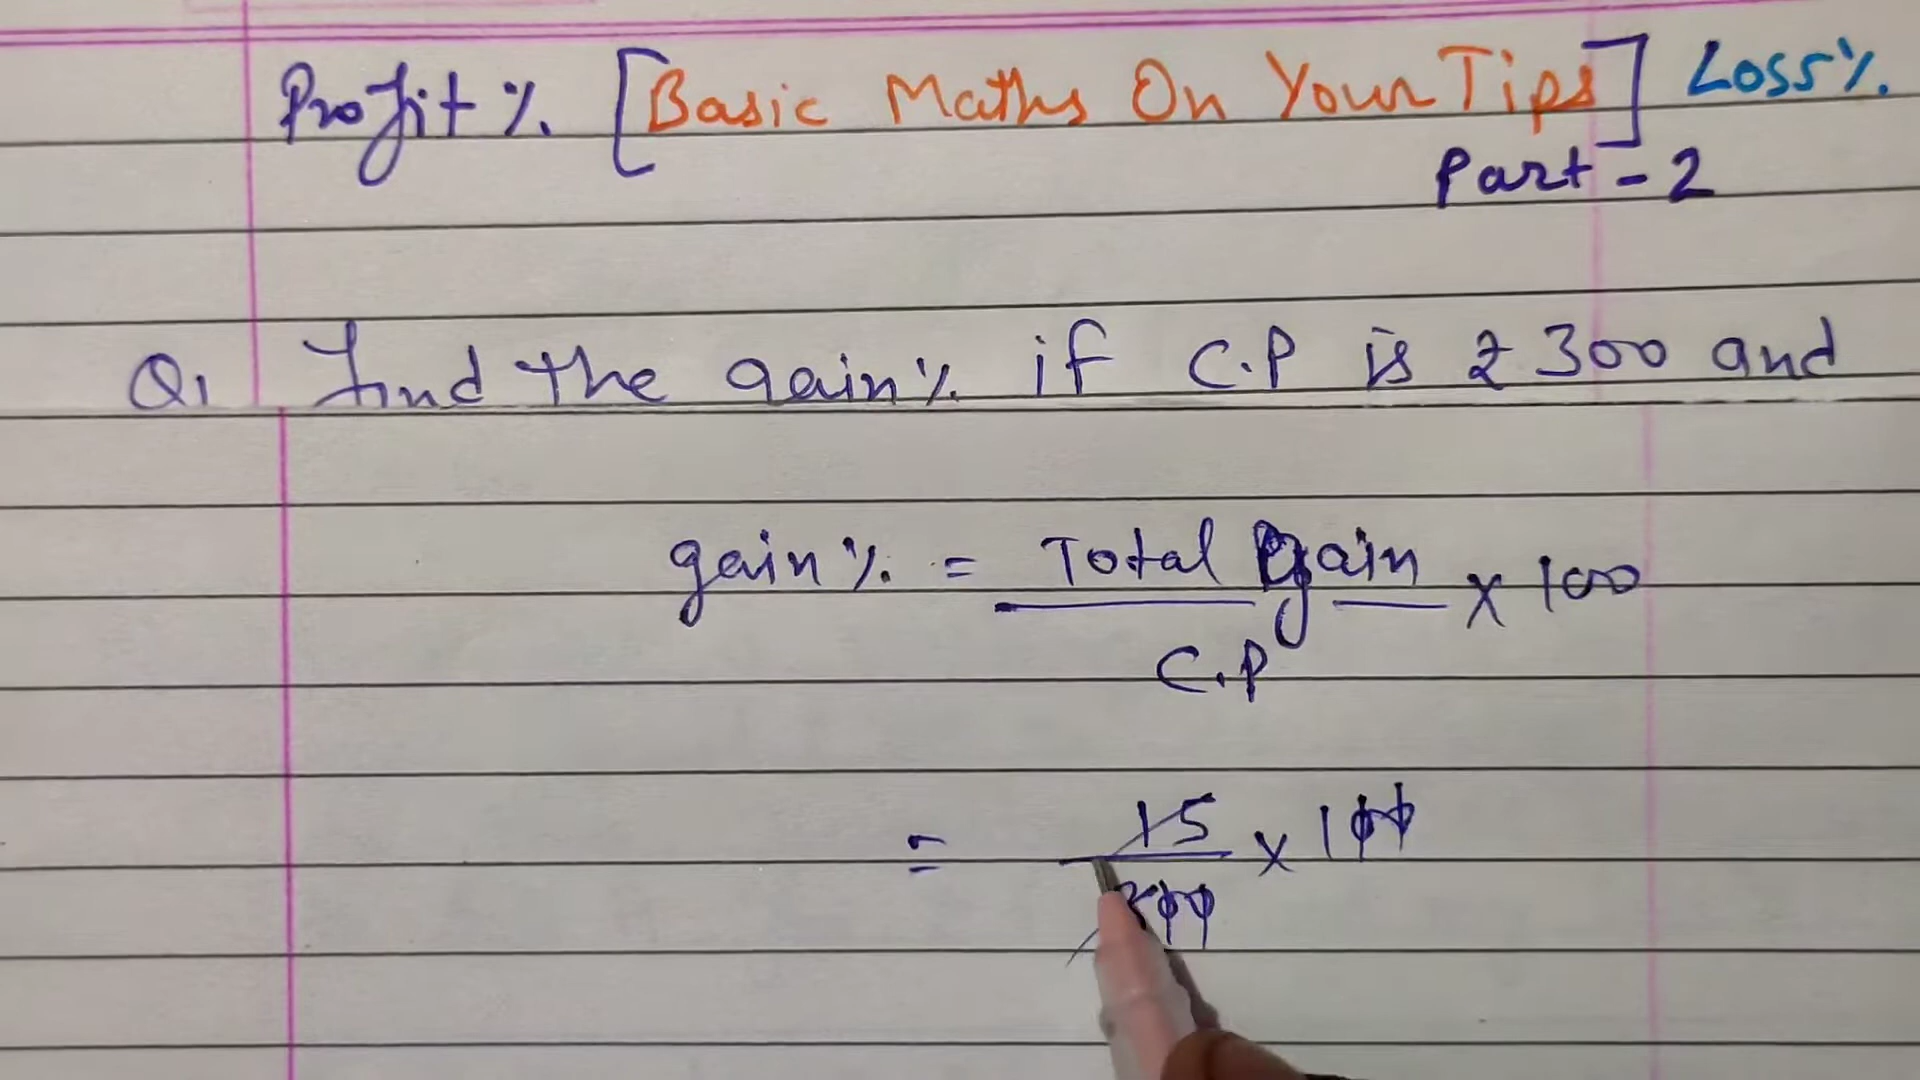 Profit % [Basic Maths On Your Tips] Loss %
Part - 2
Q1 find the gain % if C.P is ₹ 300 and
gain % = Total gain / C.P × 100
= 15 / 300 × 100